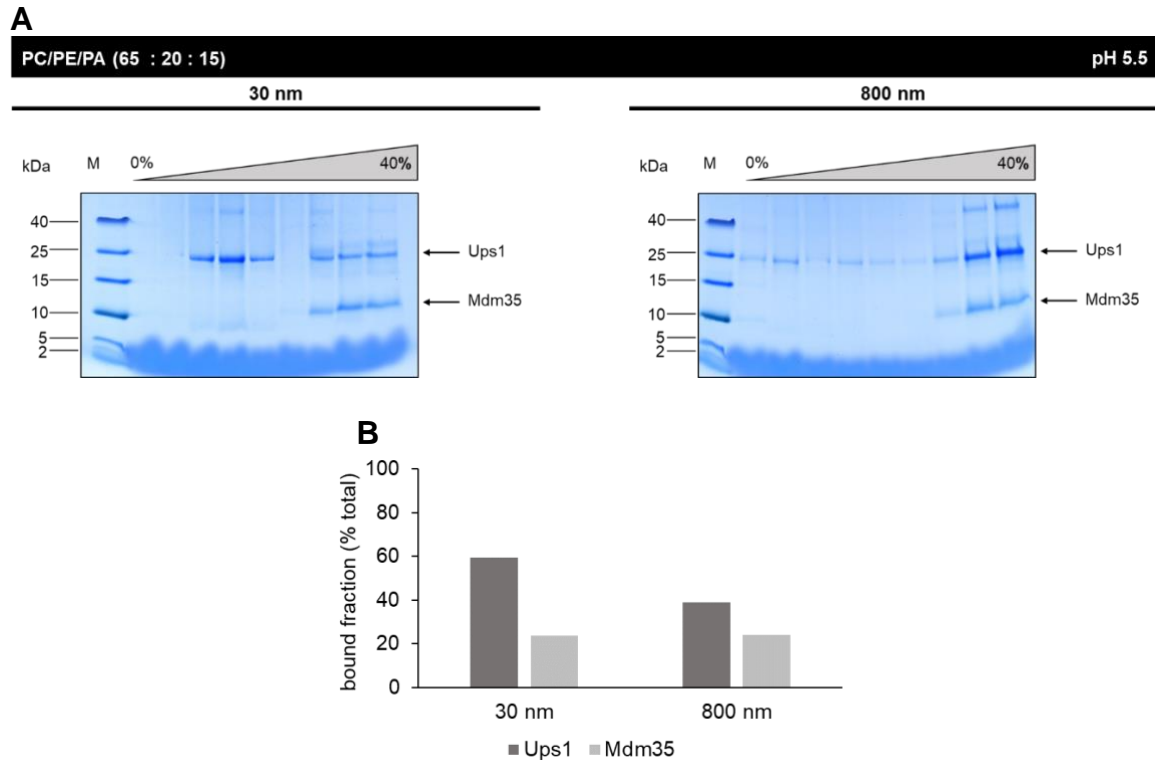 A
PC/PE/PA (65 : 20 : 15) pH 5.5
30 nm 800 nm
kDa M 0% 40% kDa M 0% 40%
40 40
25 Ups1 25 Ups1
15 15
10 Mdm35 10 Mdm35
5 5
2 2
B
bound fraction (% total)
100
80
60
40
20
0
30 nm 800 nm
Ups1 Mdm35